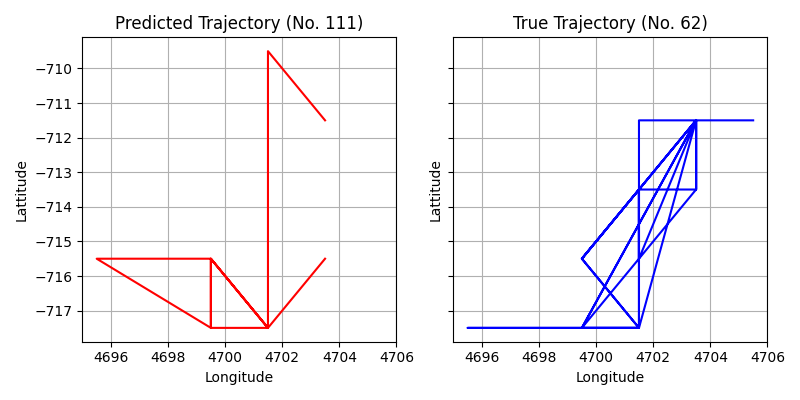 Predicted Trajectory (No. 111)
−710
−711
−712
−713
−714
−715
−716
−717
Lattitude
4696 4698 4700 4702 4704 4706
Longitude
True Trajectory (No. 62)
Lattitude
4696 4698 4700 4702 4704 4706
Longitude